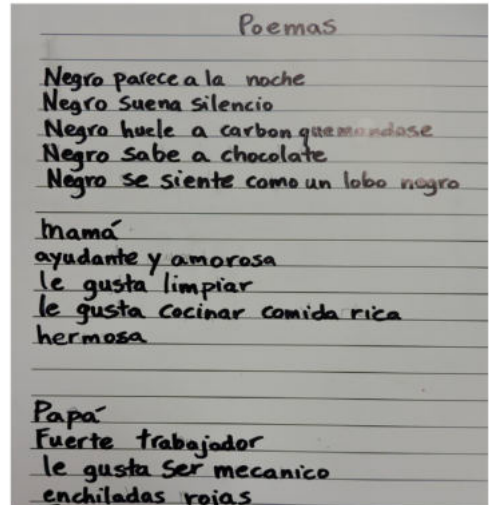 Poemas
Negro parece a la noche
Negro suena silencio
Negro huele a carbon quemandose
Negro sabe a chocolate
Negro se siente como un lobo negro
mamá
ayudante y amorosa
le gusta limpiar
le gusta cocinar comida rica
hermosa
Papá
Fuerte trabajador
le gusta ser mecanico
enchiladas rojas